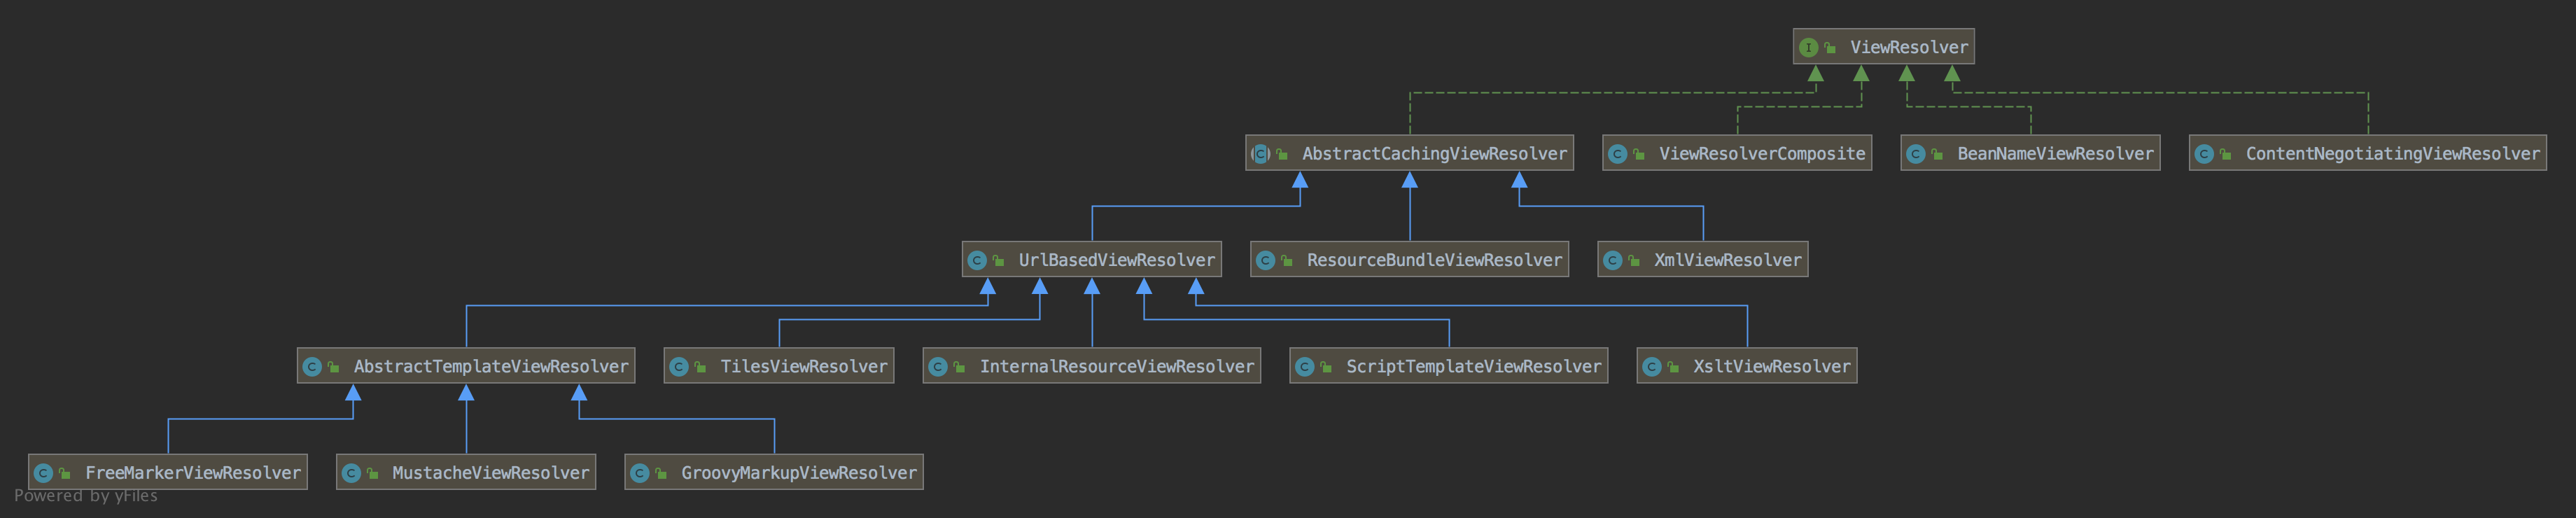 ViewResolver
AbstractCachingViewResolver
ViewResolverComposite
BeanNameViewResolver
ContentNegotiatingViewResolver
UrlBasedViewResolver
ResourceBundleViewResolver
XmlViewResolver
AbstractTemplateViewResolver
TilesViewResolver
InternalResourceViewResolver
ScriptTemplateViewResolver
XsltViewResolver
FreeMarkerViewResolver
MustacheViewResolver
GroovyMarkupViewResolver
Powered by yFiles